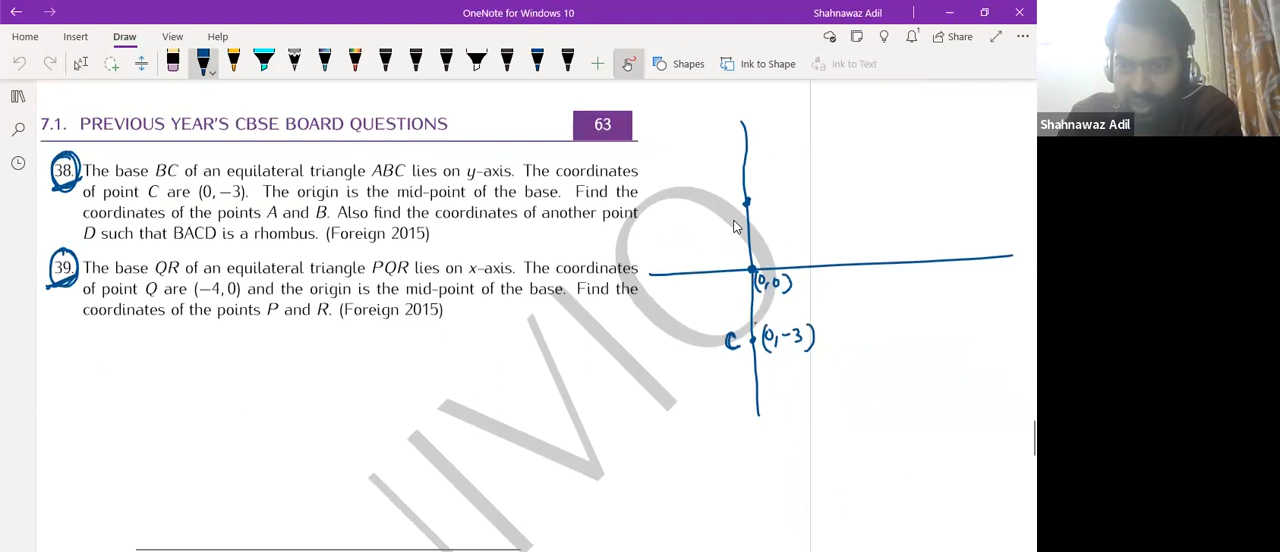 OneNote for Windows 10
Shahnawaz Adil
Home Insert Draw View Help
Share
Shapes
Ink to Shape
Ink to Text
Shahnawaz Adil
7.1. PREVIOUS YEAR'S CBSE BOARD QUESTIONS 63
38. The base BC of an equilateral triangle ABC lies on y-axis. The coordinates
of point C are (0, −3). The origin is the mid-point of the base. Find the
coordinates of the points A and B. Also find the coordinates of another point
D such that BACD is a rhombus. (Foreign 2015)
39. The base QR of an equilateral triangle PQR lies on x-axis. The coordinates
of point Q are (−4, 0) and the origin is the mid-point of the base. Find the
coordinates of the points P and R. (Foreign 2015)
(0,0)
C (0,-3)